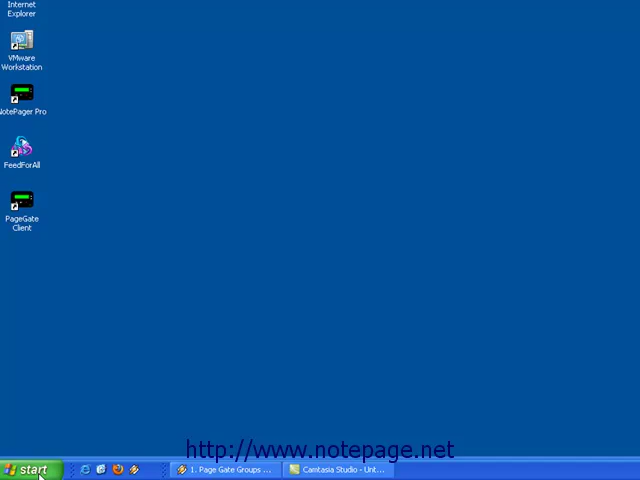 Internet
Explorer
VMware
Workstation
NotePager Pro
FeedForAll
PageGate
Client
http://www.notepage.net
start
1. Page Gate Groups ...
Camtasia Studio - Unt...